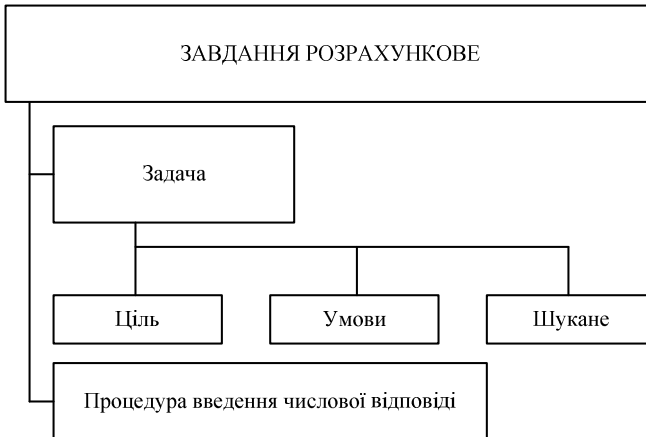 ЗАВДАННЯ РОЗРАХУНКОВЕ
Задача
Ціль
Умови
Шукане
Процедура введення числової відповіді